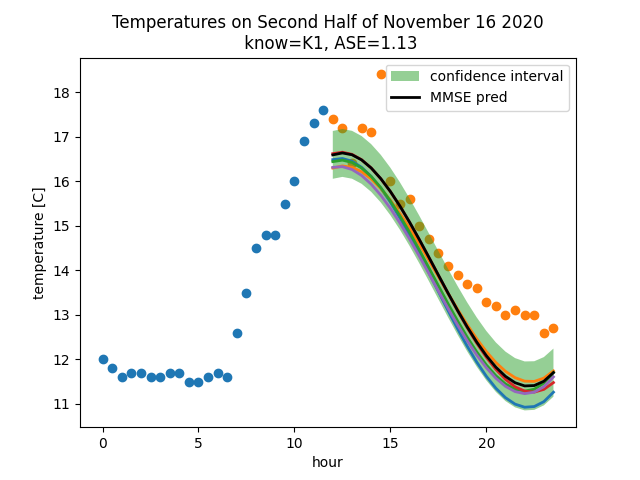 Temperatures on Second Half of November 16 2020
know=K1, ASE=1.13
confidence interval
MMSE pred
temperature [C]
18
17
16
15
14
13
12
11
0
5
10
15
20
hour